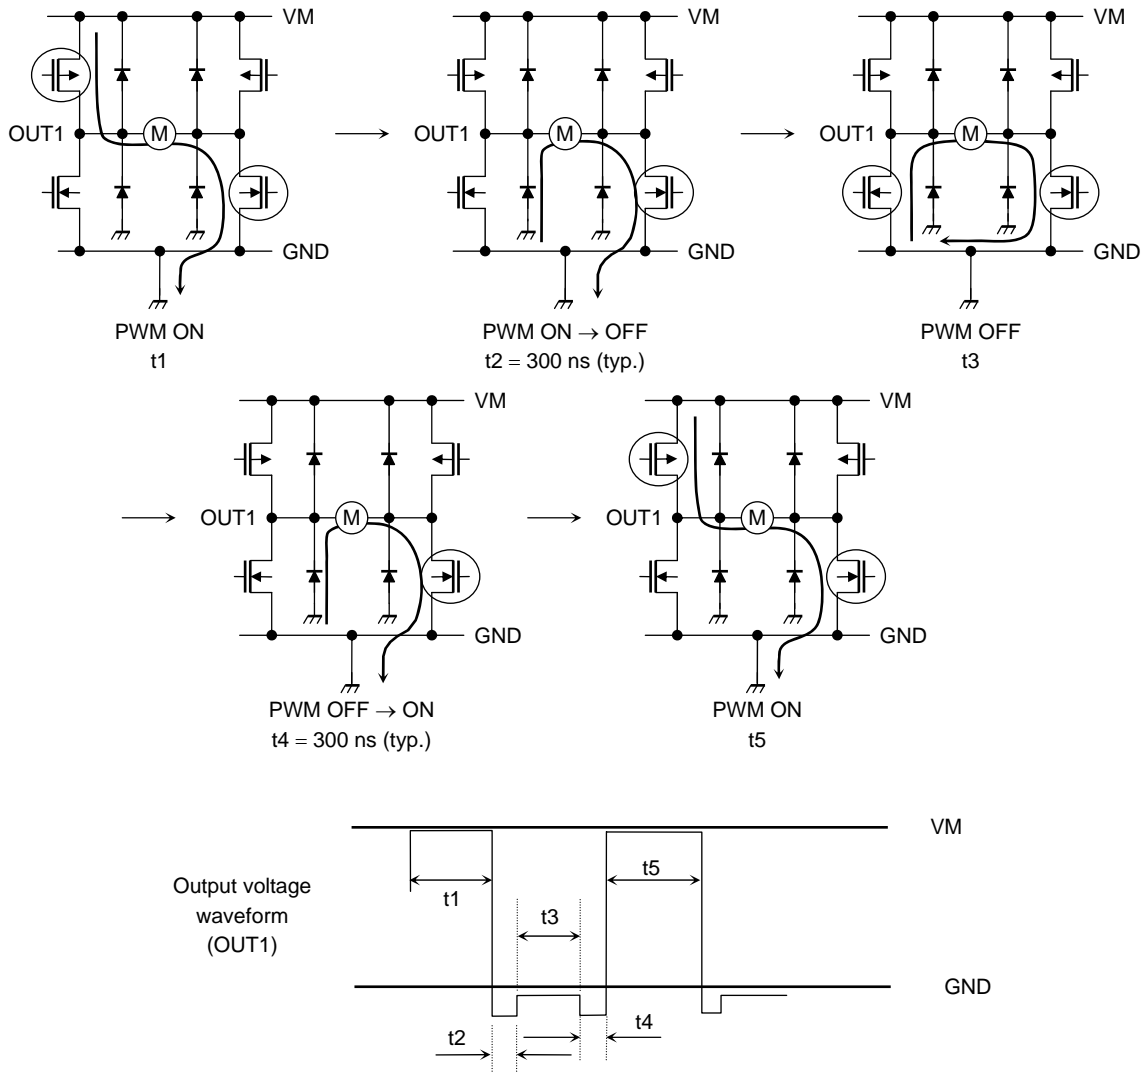 VM
VM
VM
OUT1
M
OUT1
M
OUT1
M
GND
GND
GND
PWM ON
t1
PWM ON → OFF
t2 = 300 ns (typ.)
PWM OFF
t3
VM
VM
OUT1
M
OUT1
M
GND
GND
PWM OFF → ON
t4 = 300 ns (typ.)
PWM ON
t5
VM
Output voltage
waveform
(OUT1)
t1
t5
t3
GND
t2
t4